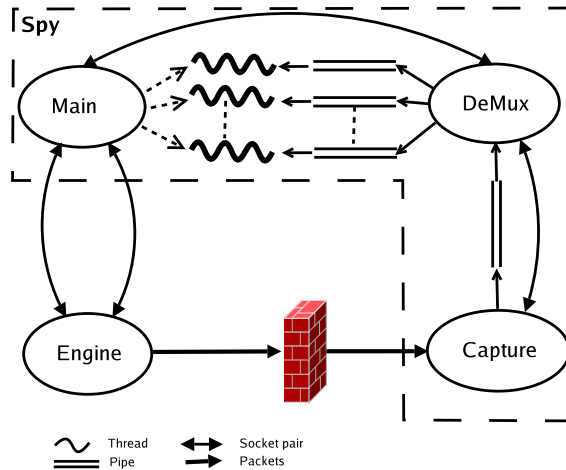 Spy
Main
DeMux
Engine
Capture
Thread
Socket pair
Pipe
Packets